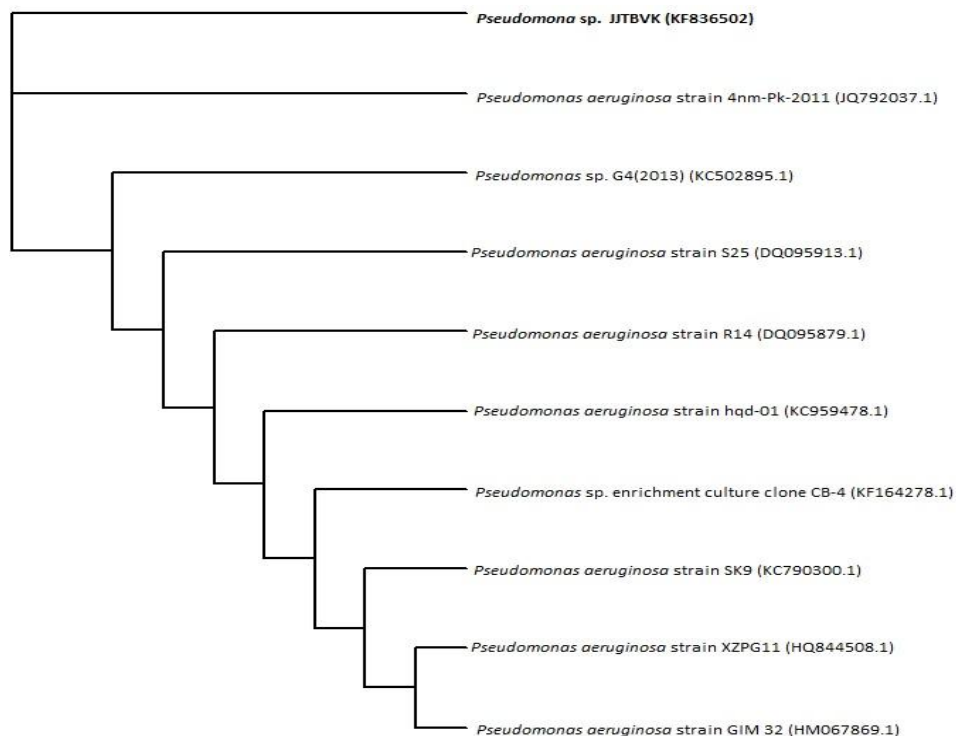 Pseudomona sp. JJTBVK (KF836502)
Pseudomonas aeruginosa strain 4nm-Pk-2011 (JQ792037.1)
Pseudomonas sp. G4(2013) (KC502895.1)
Pseudomonas aeruginosa strain S25 (DQ095913.1)
Pseudomonas aeruginosa strain R14 (DQ095879.1)
Pseudomonas aeruginosa strain hqd-01 (KC959478.1)
Pseudomonas sp. enrichment culture clone CB-4 (KF164278.1)
Pseudomonas aeruginosa strain SK9 (KC790300.1)
Pseudomonas aeruginosa strain XZPG11 (HQ844508.1)
Pseudomonas aeruginosa strain GIM 32 (HM067869.1)